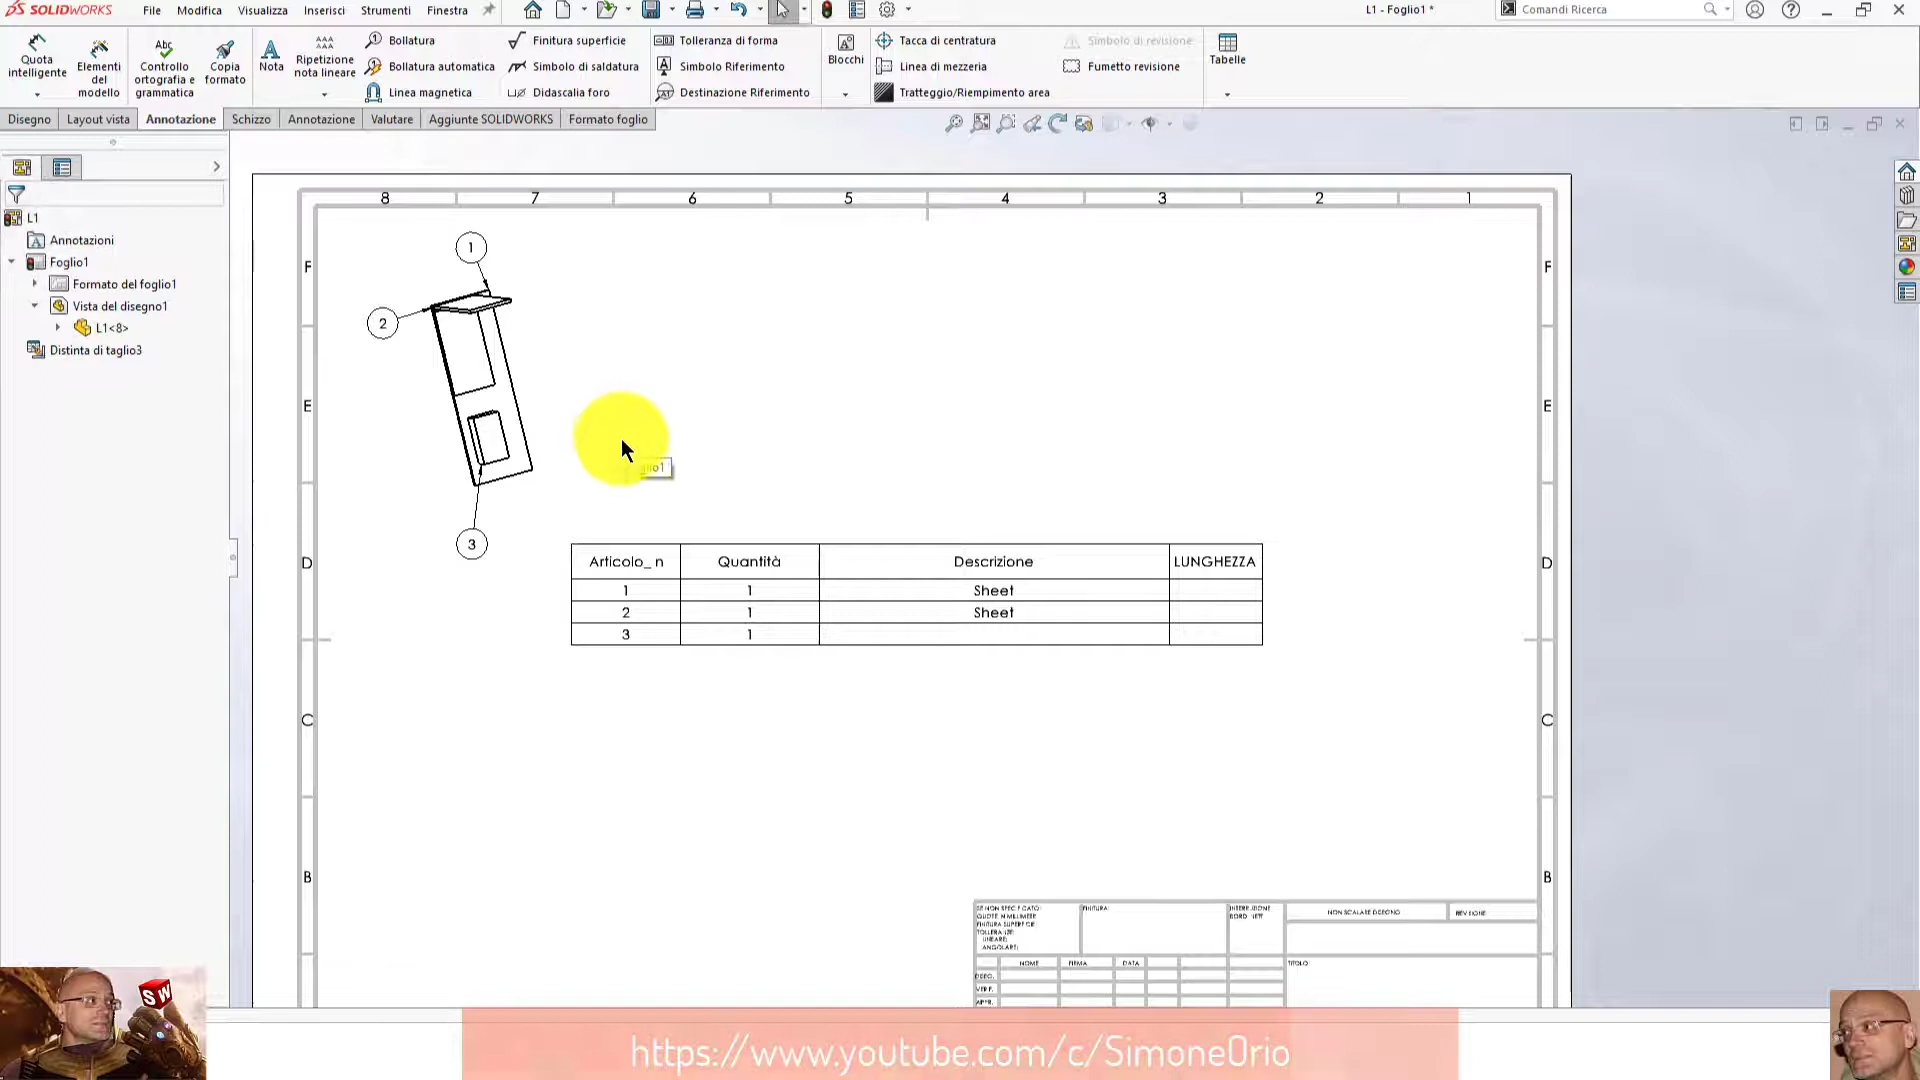 SOLIDWORKS File Modifica Visualizza Inserisci Strumenti Finestra
L1 - Foglio1 *
Comandi Ricerca
Quota intelligente
Elementi del modello
Controllo ortografia e grammatica
Copia formato
Nota
Ripetizione nota lineare
Bollatura
Bollatura automatica
Linea magnetica
Finitura superficie
Simbolo di saldatura
Didascalia foro
Tolleranza di forma
Simbolo Riferimento
Destinazione Riferimento
Blocchi
Tacca di centratura
Linea di mezzeria
Tratteggio/Riempimento area
Simbolo di revisione
Fumetto revisione
Tabelle
Disegno Layout vista Annotazione Schizzo Annotazione Valutare Aggiunte SOLIDWORKS Formato foglio
L1
Annotazioni
Foglio1
Formato del foglio1
Vista del disegno1
L1<8>
Distinta di taglio3
8 7 6 5 4 3 2 1
F F
E E
D D
C C
B B
1
2
3
Articolo_ n Quantità Descrizione LUNGHEZZA
1 1 Sheet
2 1 Sheet
3 1
FINITURA:
NON SCALARE DISEGNO
REVISIONE
NOME FIRMA DATA
TITOLO:
SW
https://www.youtube.com/c/SimoneOrio